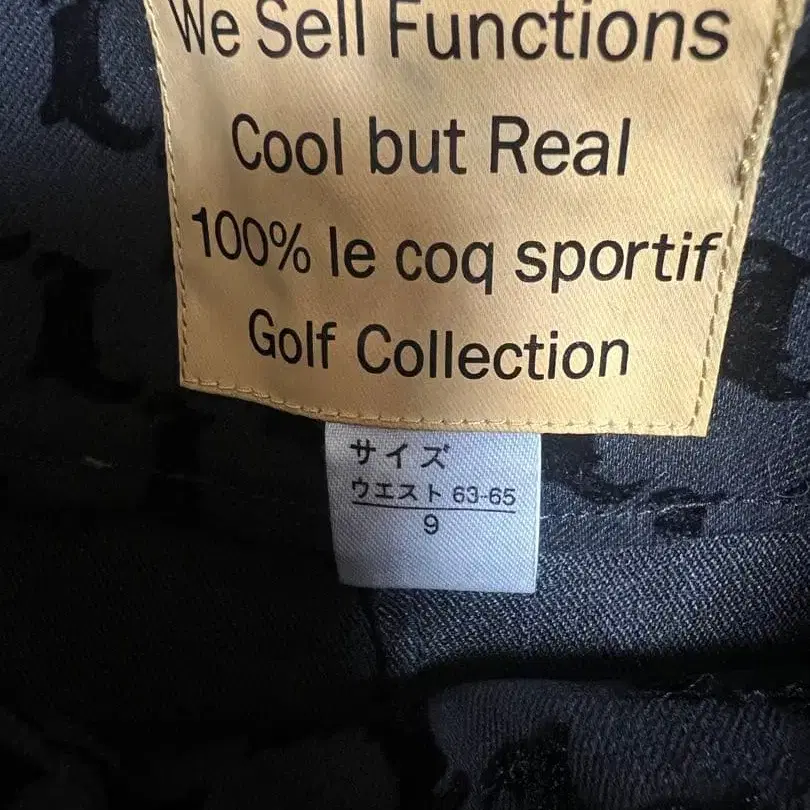 We Sell Functions
Cool but Real
100% le coq sportif
Golf Collection
サイズ
ウエスト 63-65
9